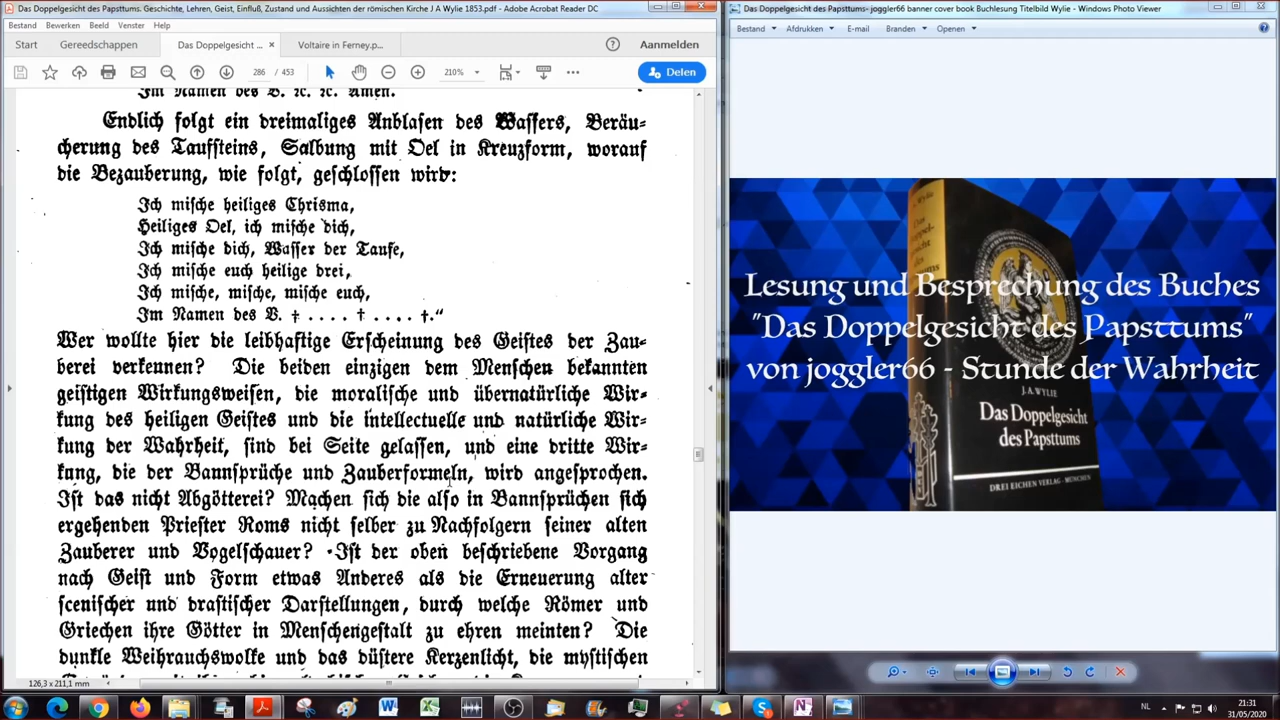 Das Doppelgesicht des Papsttums. Geschichte, Lehren, Geist, Einfluß, Zustand und Aussichten der römischen Kirche J A Wylie 1853.pdf - Adobe Acrobat Reader DC
Bestand Bewerken Beeld Venster Help
Start Gereedschappen Das Doppelgesicht ... × Voltaire in Ferney.p... Aanmelden
286 / 453 210% Delen
Im Namen des V. ꝛc. ꝛc. ꝛc. Amen.
Endlich folgt ein dreimaliges Anblasen des Wassers, Beräu-
cherung des Taufsteins, Salbung mit Oel in Kreuzform, worauf
die Bezauberung, wie folgt, geschlossen wird:
Ich mische heiliges Chrisma,
Heiliges Oel, ich mische dich,
Ich mische dich, Wasser der Taufe,
Ich mische euch heilige drei,
Ich mische, mische, mische euch,
Im Namen des V. † . . . . † . . . . †.“
Wer wollte hier die leibhaftige Erscheinung des Geistes der Zau-
berei verkennen? Die beiden einzigen dem Menschen bekannten
geistigen Wirkungsweisen, die moralische und übernatürliche Wir-
kung des heiligen Geistes und die intellectuelle und natürliche Wir-
kung der Wahrheit, sind bei Seite gelassen, und eine dritte Wir-
kung, die der Bannsprüche und Zauberformeln, wird angesprochen.
Ist das nicht Abgötterei? Machen sich die also in Bannsprüchen sich
ergehenden Priester Roms nicht selber zu Nachfolgern seiner alten
Zauberer und Vogelschauer? Ist der oben beschriebene Vorgang
nach Geist und Form etwas Anderes als die Erneuerung alter
scenischer und drastischer Darstellungen, durch welche Römer und
Griechen ihre Götter in Menschengestalt zu ehren meinten? Die
dunkle Weihrauchswolke und das düstere Kerzenlicht, die mystischen
126,3 x 211,1 mm
Das Doppelgesicht des Papsttums- joggler66 banner cover book Buchlesung Titelbild Wylie - Windows Photo Viewer
Bestand Afdrukken E-mail Branden Openen
Lesung und Besprechung des Buches
"Das Doppelgesicht des Papsttums"
von joggler66 - Stunde der Wahrheit
J.A. WYLIE
Das Doppelgesicht
des Papsttums
DREI EICHEN VERLAG · MÜNCHEN
NL
21:31
31/05/2020